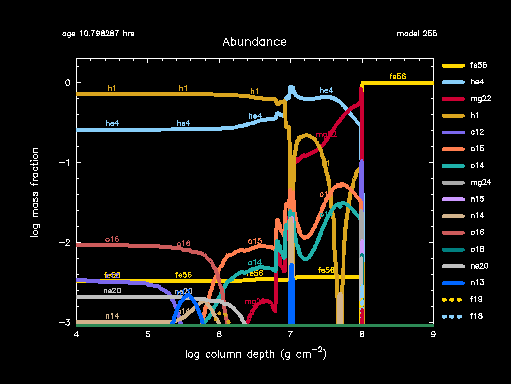 age 10.798287 hrs
model 256
Abundance
log mass fraction
0
−1
−2
−3
h1 h1 h1
he4 he4 he4 he4
fe56
mg22
o15
o14
o16 o16
fe56 fe56 fe56 fe56
ne20 ne20
n14
4 5 6 7 8 9
log column depth (g cm−2)
fe56
he4
mg22
h1
c12
o15
o14
mg24
n15
n14
o16
o18
ne20
n13
f19
f18